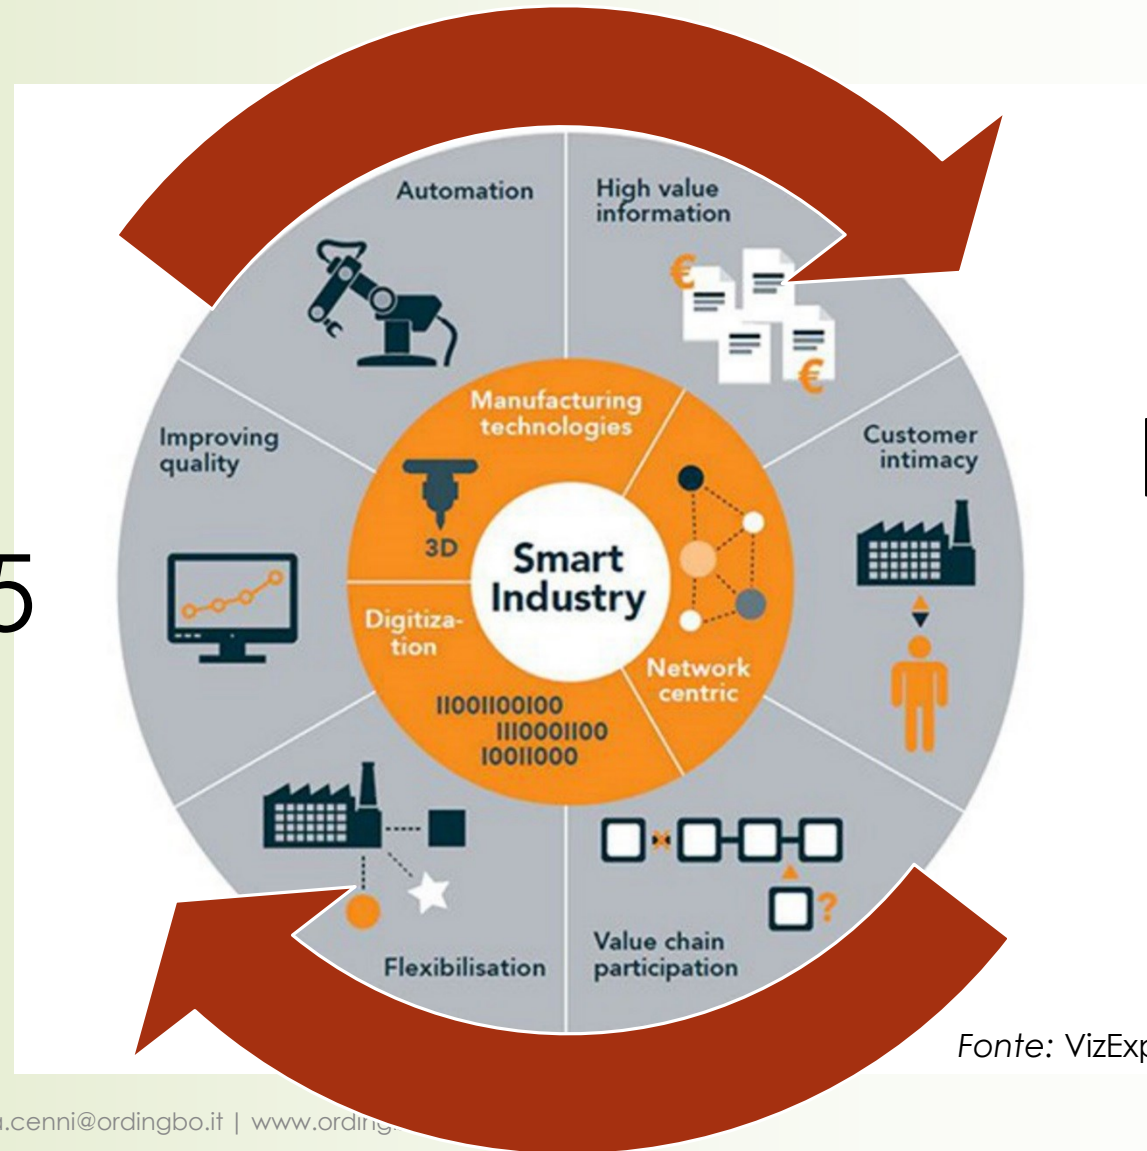 Automation
High value
information
€
€
Improving
quality
Manufacturing
technologies
Customer
intimacy
3D
Smart
Industry
5
Digitiza-
tion
Network
centric
11001100100
1110001100
10011000
?
Value chain
participation
Flexibilisation
Fonte: VizExp
a.cenni@ordingbo.it | www.ording